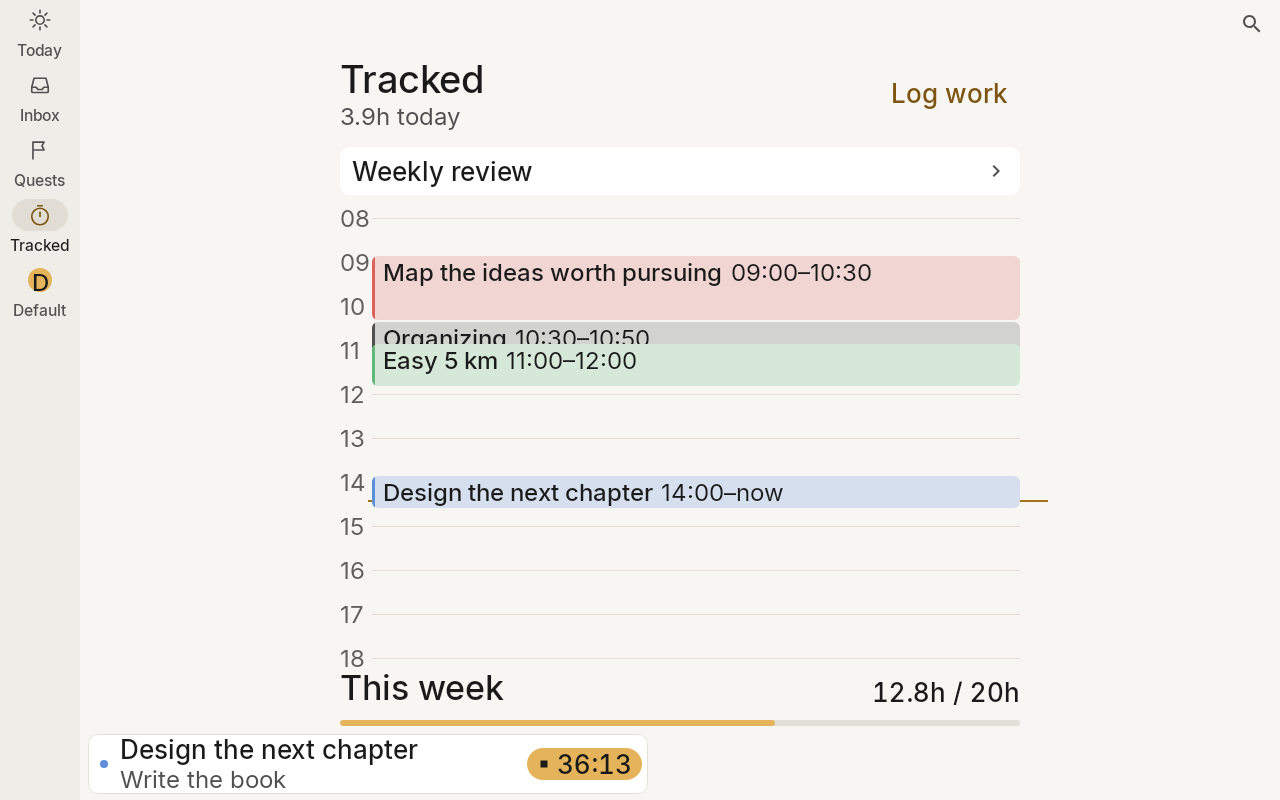 Today
Inbox
Quests
Tracked
D
Default
Tracked
3.9h today
Log work
Weekly review
08
09
Map the ideas worth pursuing 09:00–10:30
10
Organizing 10:30–10:50
11
Easy 5 km 11:00–12:00
12
13
14
Design the next chapter 14:00–now
15
16
17
18
This week
12.8h / 20h
Design the next chapter
Write the book
36:13